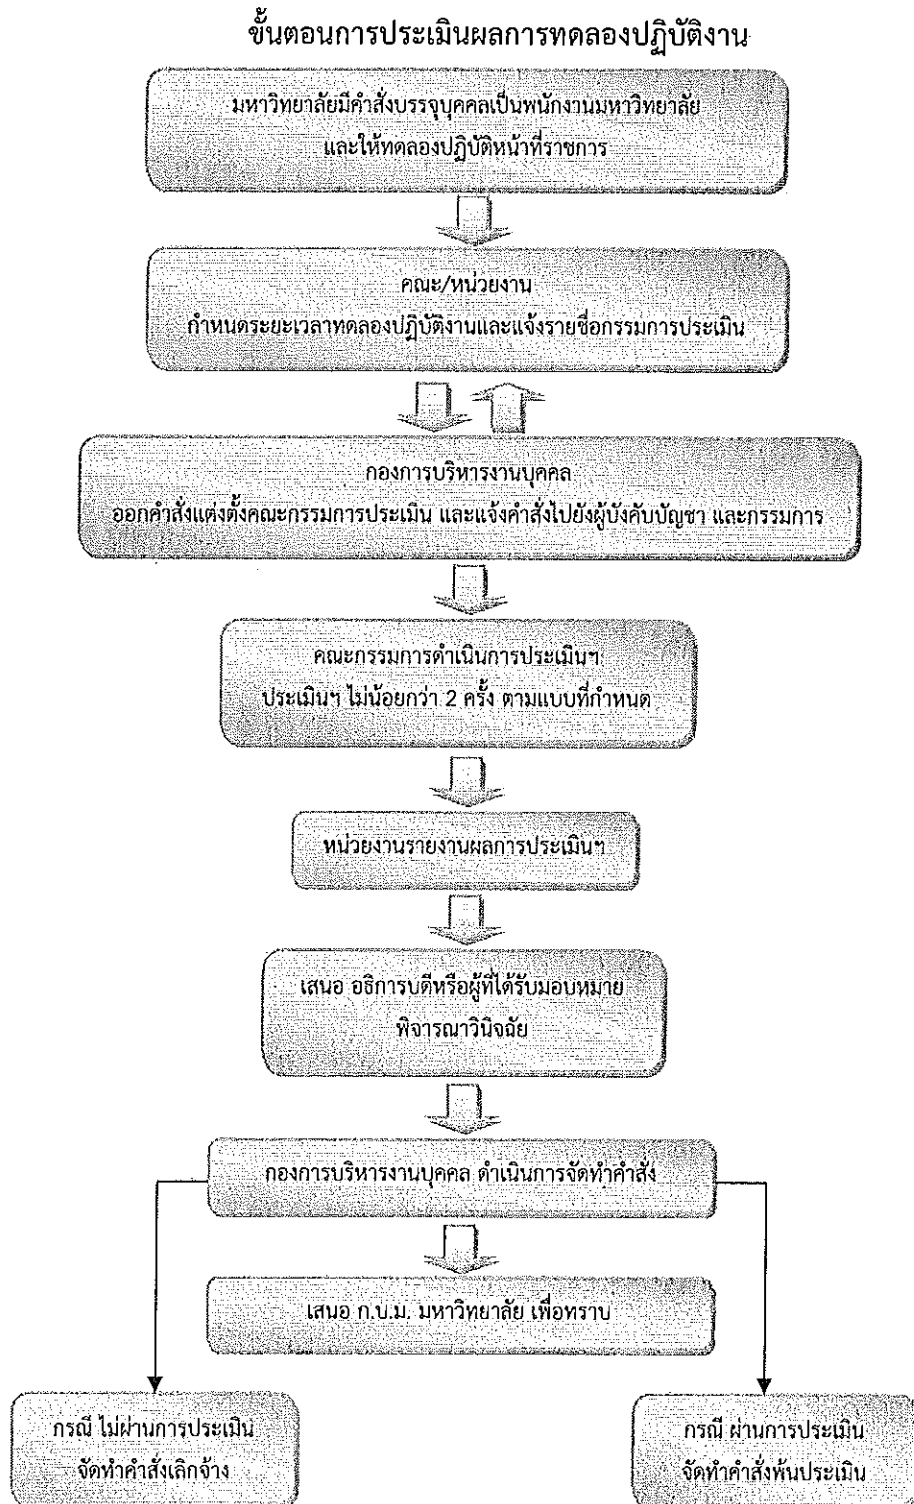 ขั้นตอนการประเมินผลการทดลองปฏิบัติงาน
มหาวิทยาลัยมีคำสั่งบรรจุบุคคลเป็นพนักงานมหาวิทยาลัย
และให้ทดลองปฏิบัติหน้าที่ราชการ
คณะ/หน่วยงาน
กำหนดระยะเวลาทดลองปฏิบัติงานและแจ้งรายชื่อกรรมการประเมิน
กองการบริหารงานบุคคล
ออกคำสั่งแต่งตั้งคณะกรรมการประเมิน และแจ้งคำสั่งไปยังผู้บังคับบัญชา และกรรมการ
คณะกรรมการดำเนินการประเมินฯ
ประเมินฯ ไม่น้อยกว่า 2 ครั้ง ตามแบบที่กำหนด
หน่วยงานรายงานผลการประเมินฯ
เสนอ อธิการบดีหรือผู้ที่ได้รับมอบหมาย
พิจารณาวินิจฉัย
กองการบริหารงานบุคคล ดำเนินการจัดทำคำสั่ง
เสนอ ก.บ.ม. มหาวิทยาลัย เพื่อทราบ
กรณี ไม่ผ่านการประเมิน
จัดทำคำสั่งเลิกจ้าง
กรณี ผ่านการประเมิน
จัดทำคำสั่งพ้นประเมิน